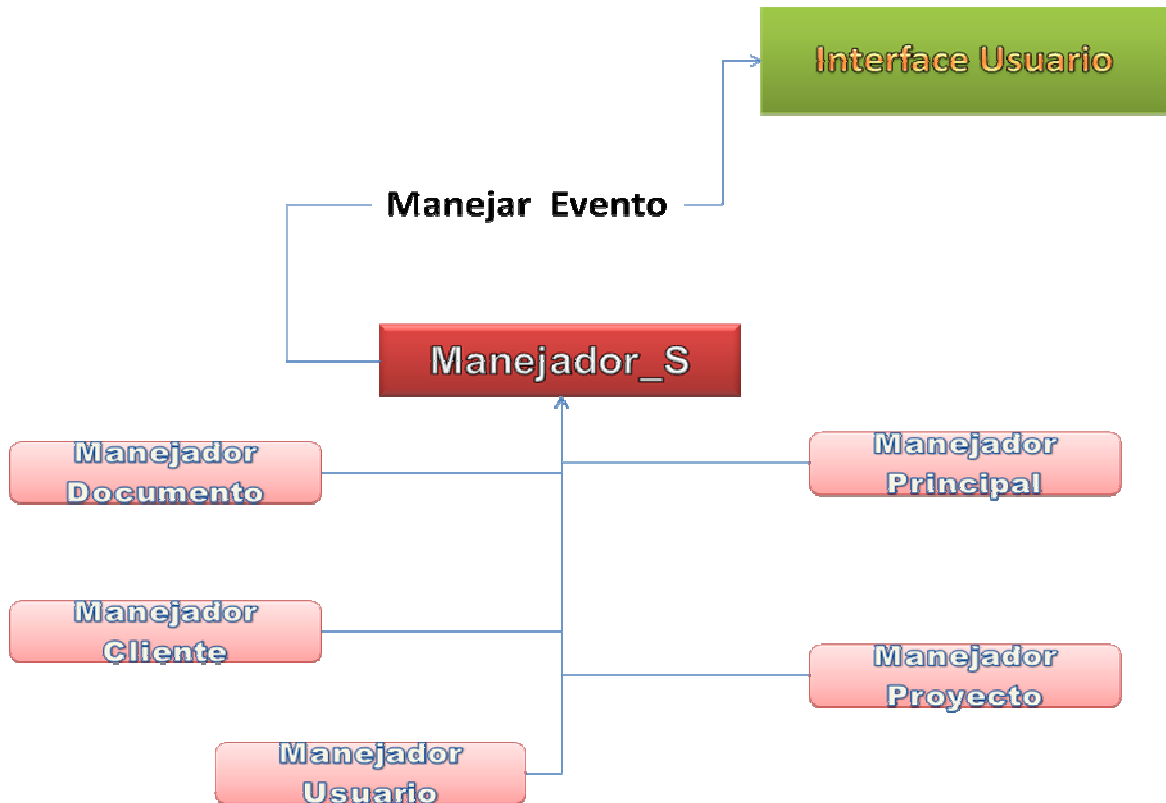 Interface Usuario
Manejar Evento
Manejador_S
Manejador
Documento
Manejador
Principal
Manejador
Cliente
Manejador
Proyecto
Manejador
Usuario